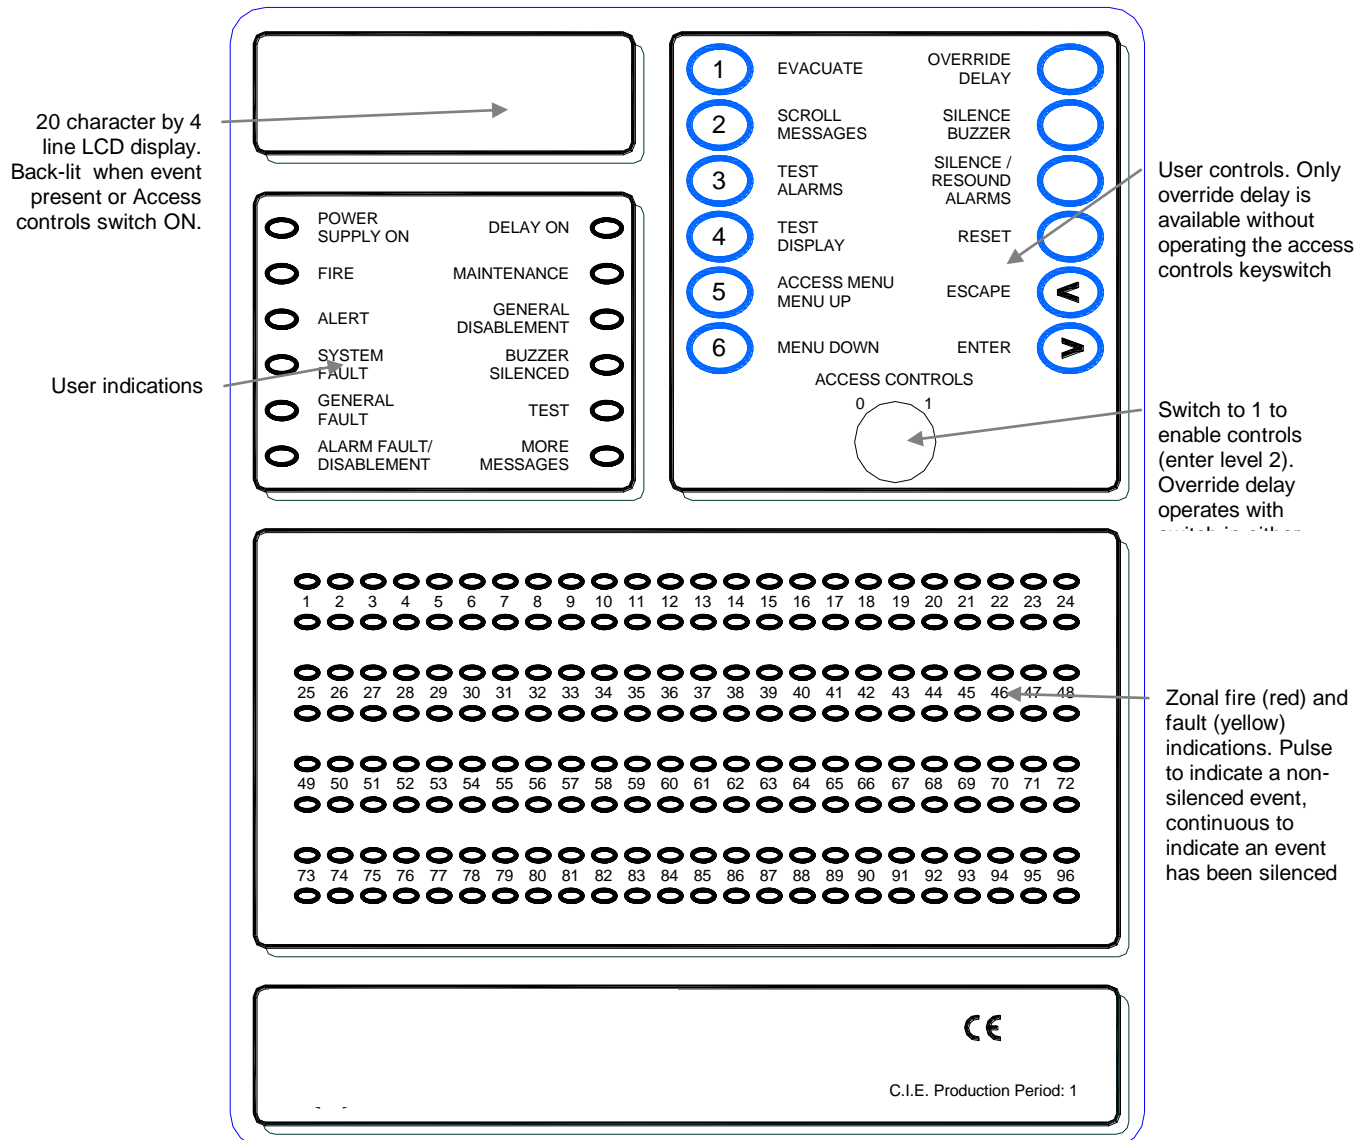 20 character by 4
line LCD display.
Back-lit when event
present or Access
controls switch ON.
User indications
POWER
SUPPLY ON
FIRE
ALERT
SYSTEM
FAULT
GENERAL
FAULT
ALARM FAULT/
DISABLEMENT
DELAY ON
MAINTENANCE
GENERAL
DISABLEMENT
BUZZER
SILENCED
TEST
MORE
MESSAGES
1 EVACUATE
2 SCROLL
MESSAGES
3 TEST
ALARMS
4 TEST
DISPLAY
5 ACCESS MENU
MENU UP
6 MENU DOWN
OVERRIDE
DELAY
SILENCE
BUZZER
SILENCE /
RESOUND
ALARMS
RESET
ESCAPE <
ENTER >
ACCESS CONTROLS
0 1
User controls. Only
override delay is
available without
operating the access
controls keyswitch
Switch to 1 to
enable controls
(enter level 2).
Override delay
operates with
switch in either
1 2 3 4 5 6 7 8 9 10 11 12 13 14 15 16 17 18 19 20 21 22 23 24
25 26 27 28 29 30 31 32 33 34 35 36 37 38 39 40 41 42 43 44 45 46 47 48
49 50 51 52 53 54 55 56 57 58 59 60 61 62 63 64 65 66 67 68 69 70 71 72
73 74 75 76 77 78 79 80 81 82 83 84 85 86 87 88 89 90 91 92 93 94 95 96
Zonal fire (red) and
fault (yellow)
indications. Pulse
to indicate a non-
silenced event,
continuous to
indicate an event
has been silenced
CE
C.I.E. Production Period: 1